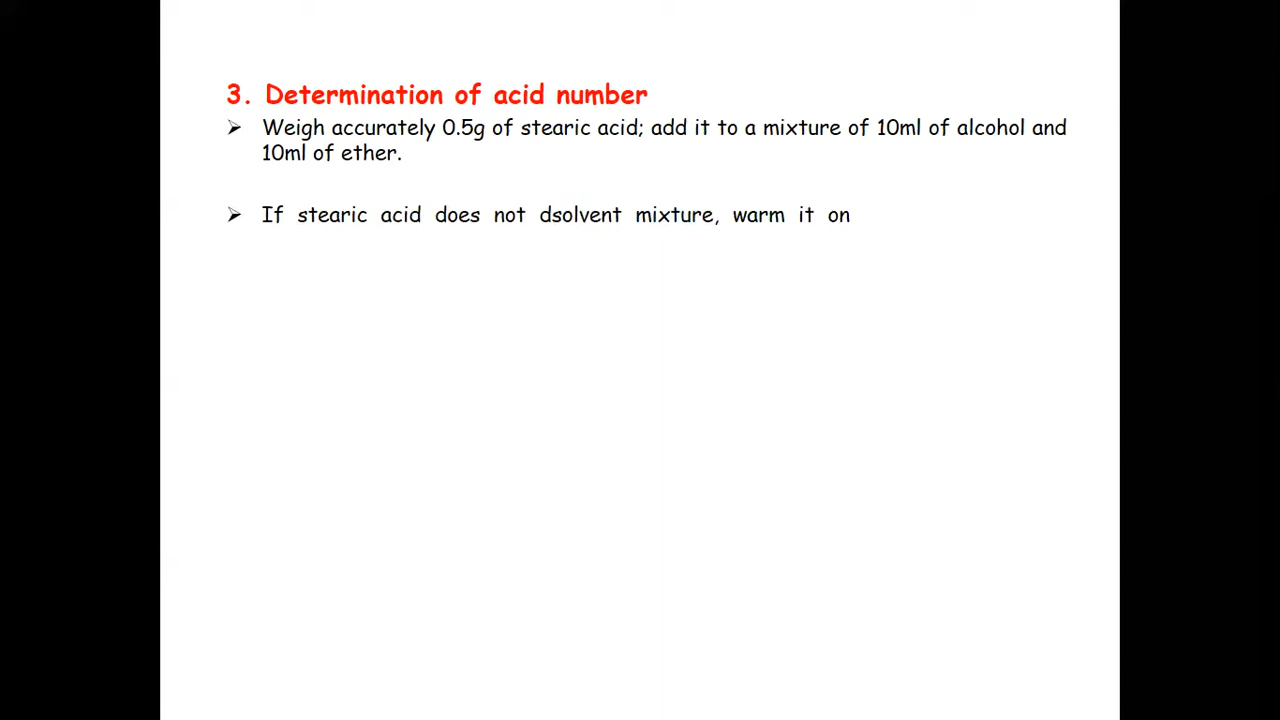 3. Determination of acid number
➢ Weigh accurately 0.5g of stearic acid; add it to a mixture of 10ml of alcohol and
10ml of ether.
➢ If stearic acid does not dsolvent mixture, warm it on